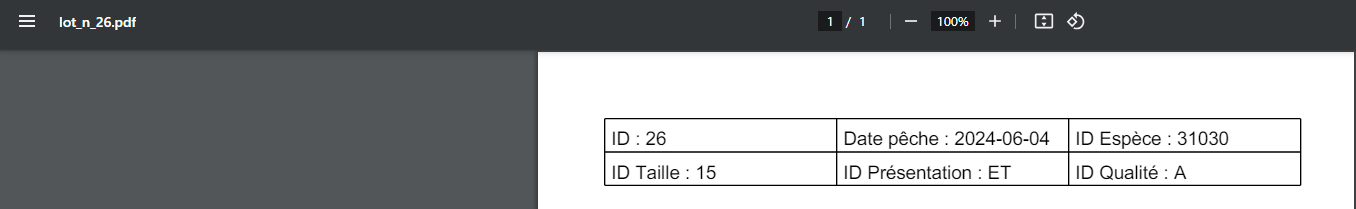 lot_n_26.pdf 1 / 1 100%
ID : 26 Date pêche : 2024-06-04 ID Espèce : 31030
ID Taille : 15 ID Présentation : ET ID Qualité : A